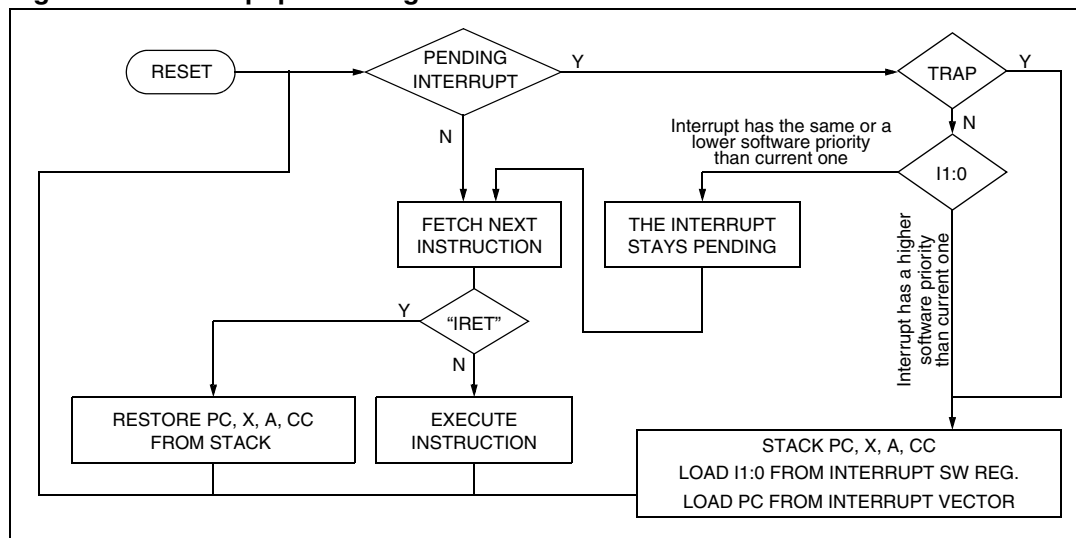 RESET
PENDING
INTERRUPT
Y
TRAP
Y
N
N
Interrupt has the same or a
lower software priority
than current one
I1:0
FETCH NEXT
INSTRUCTION
THE INTERRUPT
STAYS PENDING
Interrupt has a higher
software priority
than current one
Y
“IRET”
N
RESTORE PC, X, A, CC
FROM STACK
EXECUTE
INSTRUCTION
STACK PC, X, A, CC
LOAD I1:0 FROM INTERRUPT SW REG.
LOAD PC FROM INTERRUPT VECTOR